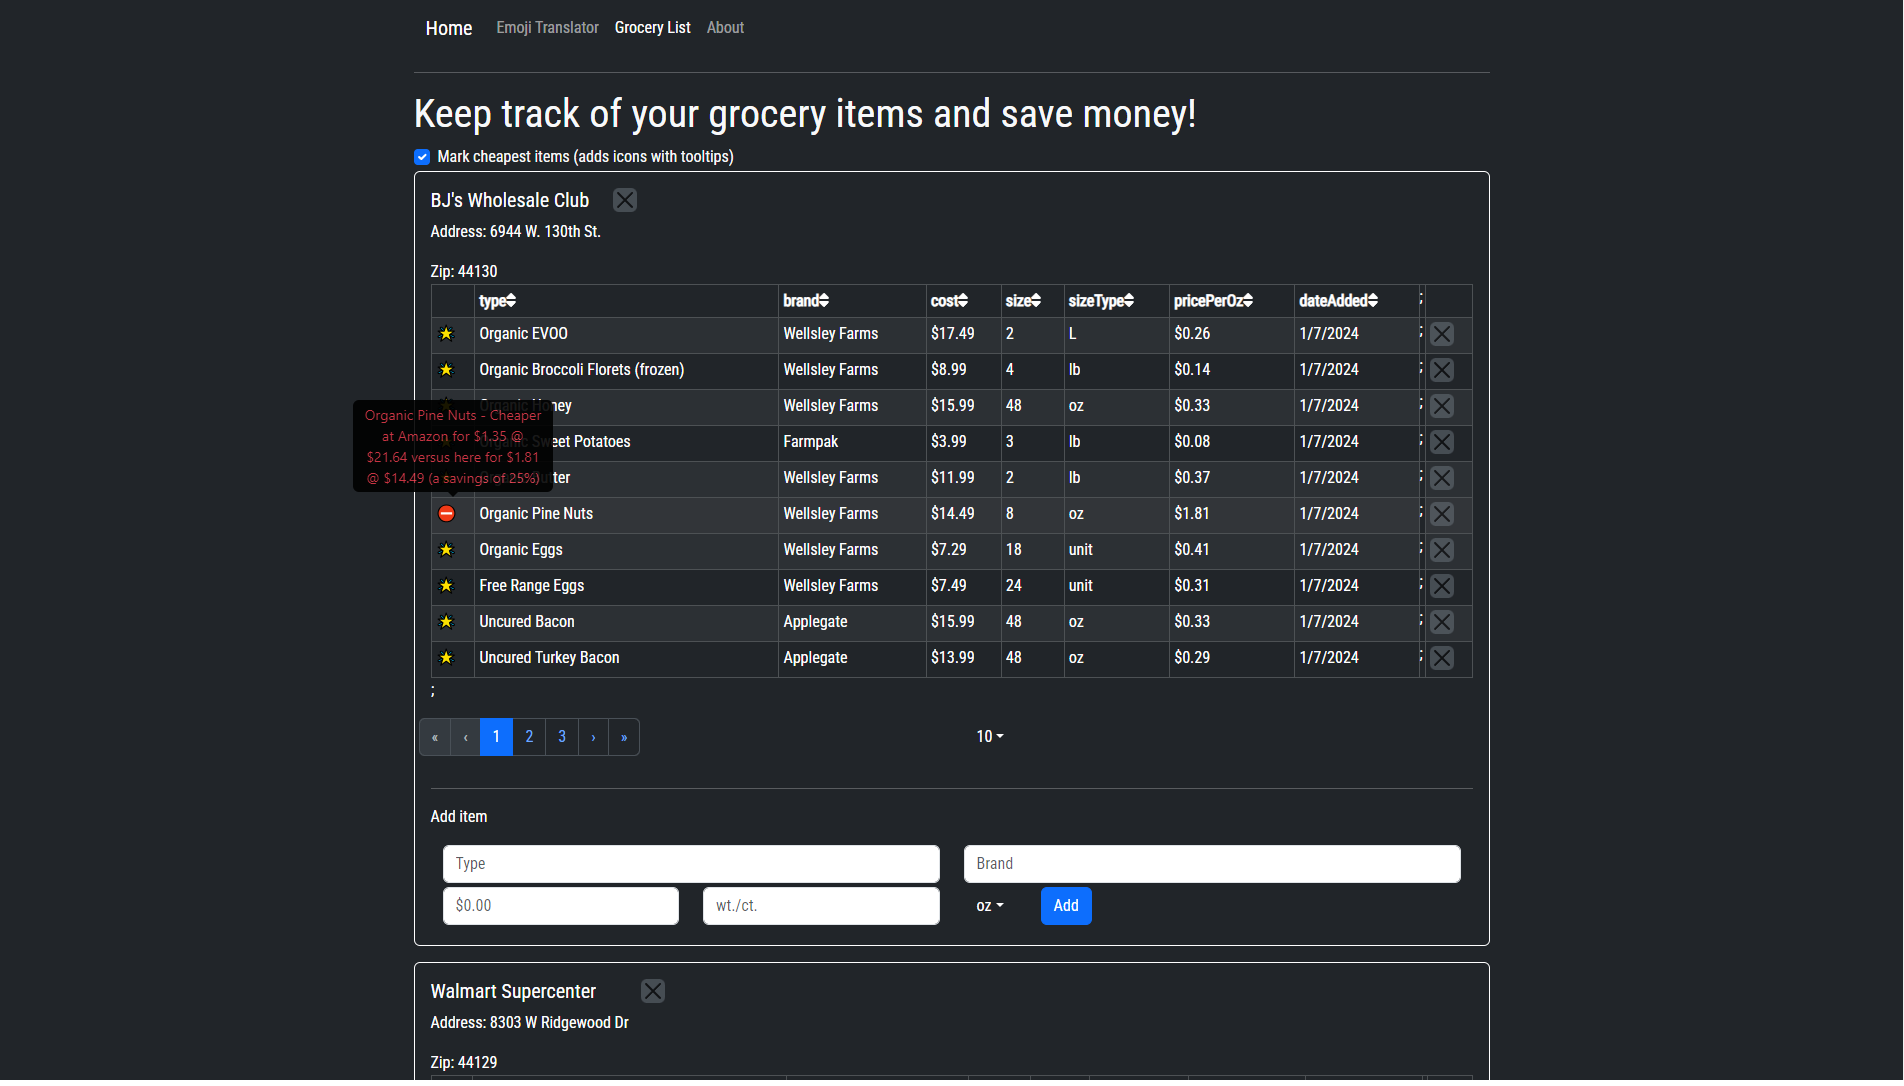 Home Emoji Translator Grocery List About
Keep track of your grocery items and save money!
Mark cheapest items (adds icons with tooltips)
BJ's Wholesale Club
Address: 6944 W. 130th St.
Zip: 44130
type brand cost size sizeType pricePerOz dateAdded ;
Organic EVOO Wellsley Farms $17.49 2 L $0.26 1/7/2024 ;
Organic Broccoli Florets (frozen) Wellsley Farms $8.99 4 lb $0.14 1/7/2024 ;
Organic Honey Wellsley Farms $15.99 48 oz $0.33 1/7/2024 ;
Organic Pine Nuts - Cheaper
at Amazon for $1.35 @
$21.64 versus here for $1.81
@ $14.49 (a savings of 25%)
Organic Sweet Potatoes Farmpak $3.99 3 lb $0.08 1/7/2024 ;
Organic Butter Wellsley Farms $11.99 2 lb $0.37 1/7/2024 ;
Organic Pine Nuts Wellsley Farms $14.49 8 oz $1.81 1/7/2024 ;
Organic Eggs Wellsley Farms $7.29 18 unit $0.41 1/7/2024 ;
Free Range Eggs Wellsley Farms $7.49 24 unit $0.31 1/7/2024 ;
Uncured Bacon Applegate $15.99 48 oz $0.33 1/7/2024 ;
Uncured Turkey Bacon Applegate $13.99 48 oz $0.29 1/7/2024 ;
;
« ‹ 1 2 3 › » 10
Add item
Type Brand
$0.00 wt./ct. oz Add
Walmart Supercenter
Address: 8303 W Ridgewood Dr
Zip: 44129